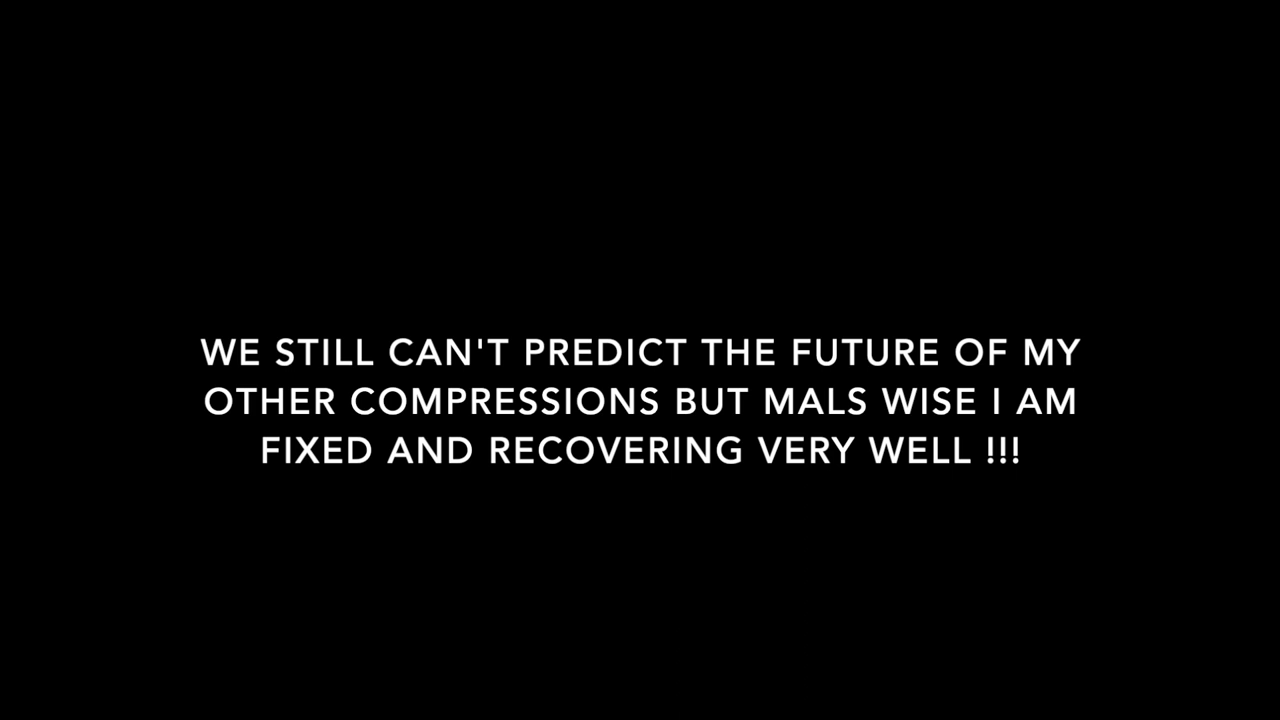 WE STILL CAN'T PREDICT THE FUTURE OF MY
OTHER COMPRESSIONS BUT MALS WISE I AM
FIXED AND RECOVERING VERY WELL !!!